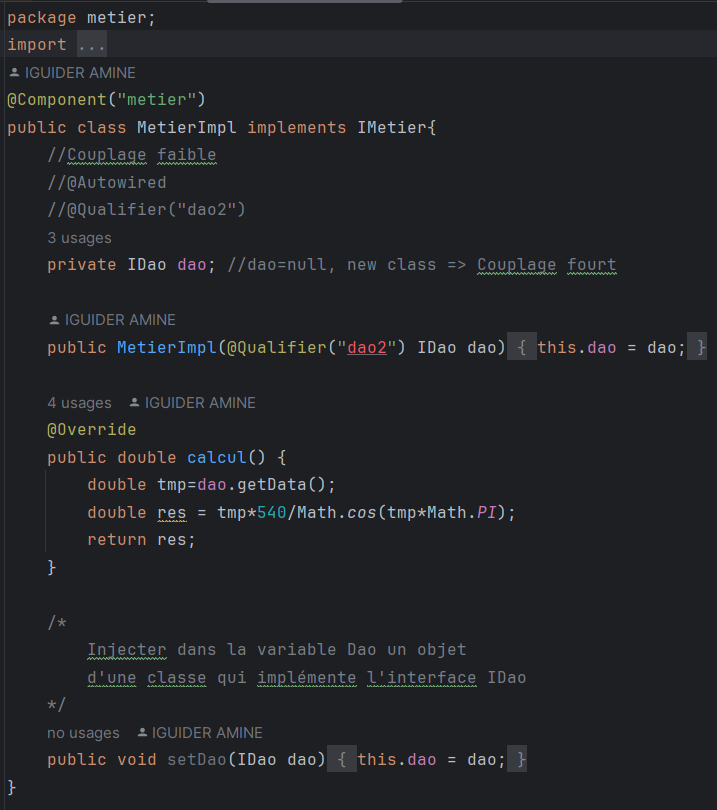 package metier;
import ...
IGUIDER AMINE
@Component("metier")
public class MetierImpl implements IMetier{
//Couplage faible
//@Autowired
//@Qualifier("dao2")
3 usages
private IDao dao; //dao=null, new class => Couplage fourt
IGUIDER AMINE
public MetierImpl(@Qualifier("dao2") IDao dao) { this.dao = dao; }
4 usages IGUIDER AMINE
@Override
public double calcul() {
double tmp=dao.getData();
double res = tmp*540/Math.cos(tmp*Math.PI);
return res;
}
/*
Injecter dans la variable Dao un objet
d'une classe qui implémente l'interface IDao
*/
no usages IGUIDER AMINE
public void setDao(IDao dao) { this.dao = dao; }
}